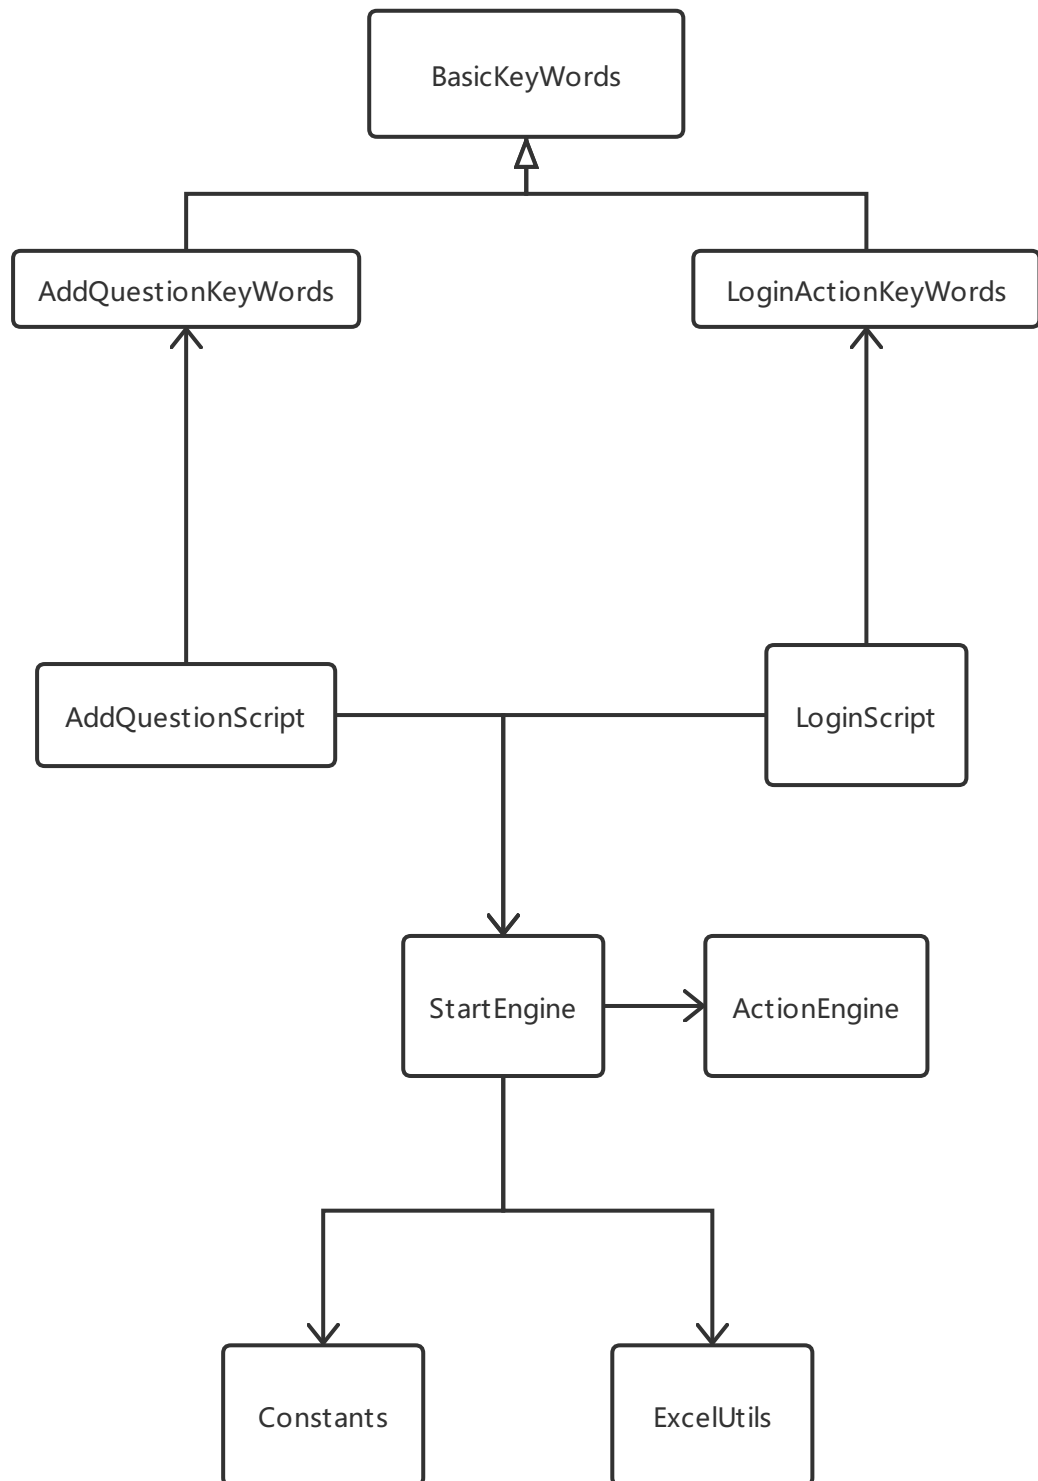 BasicKeyWords
AddQuestionKeyWords
LoginActionKeyWords
AddQuestionScript
LoginScript
StartEngine
ActionEngine
Constants
ExcelUtils